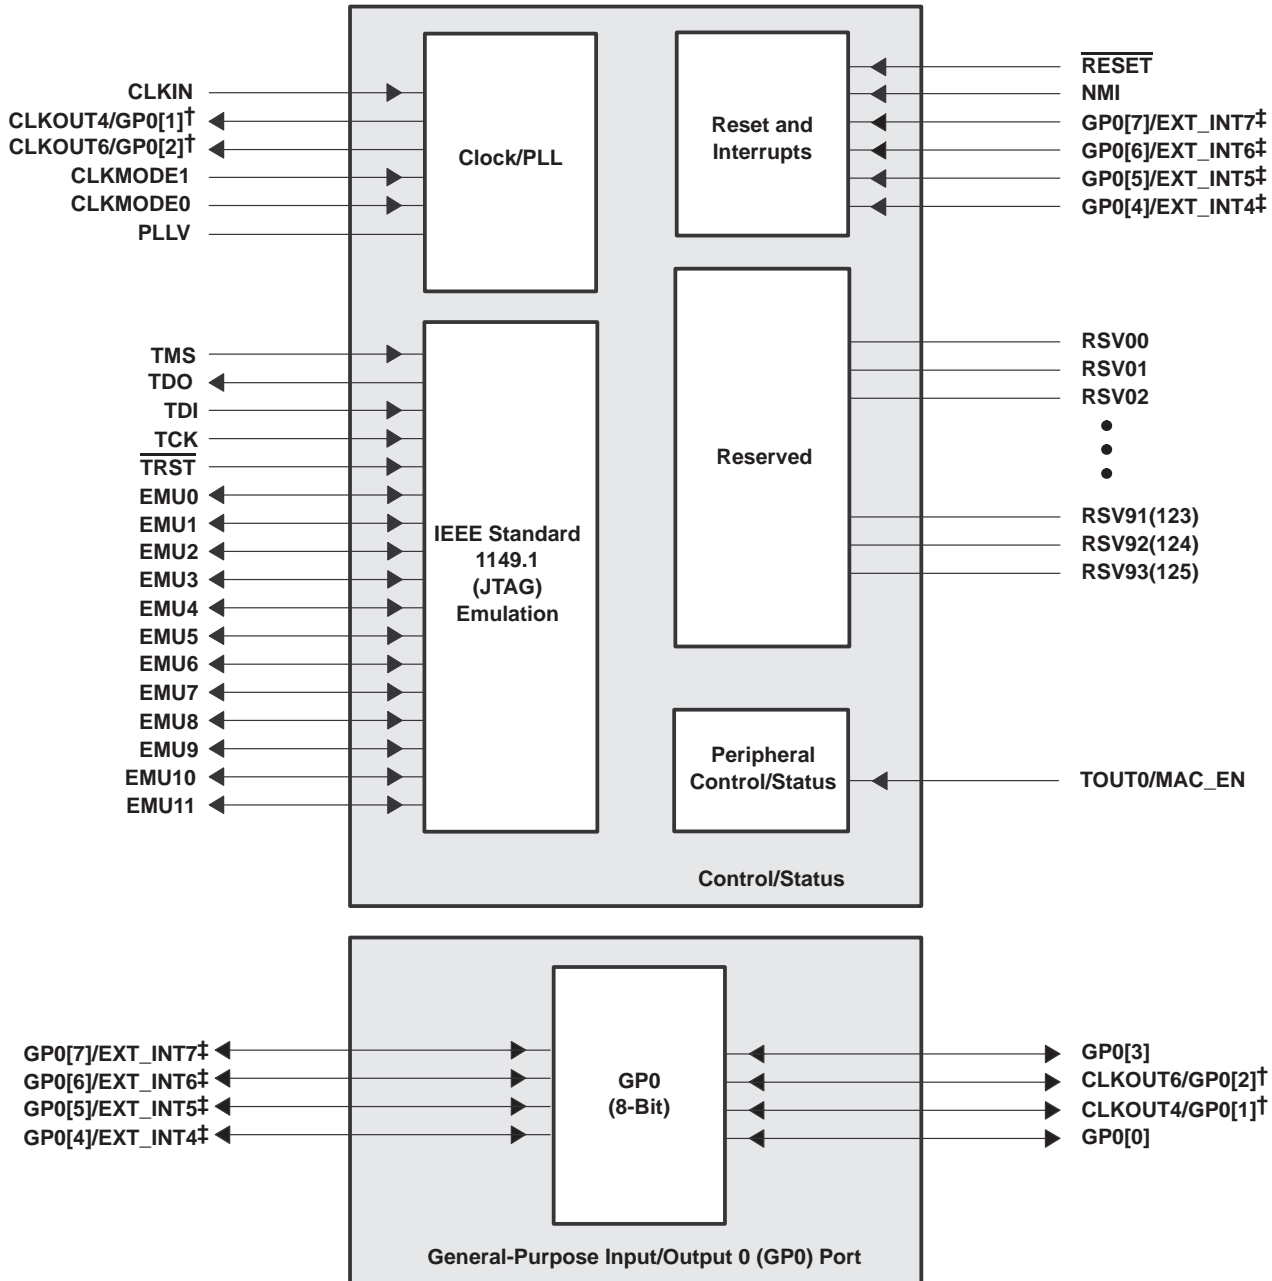 CLKIN
CLKOUT4/GP0[1]†
CLKOUT6/GP0[2]†
CLKMODE1
CLKMODE0
PLLV
Clock/PLL
Reset and
Interrupts
RESET
NMI
GP0[7]/EXT_INT7‡
GP0[6]/EXT_INT6‡
GP0[5]/EXT_INT5‡
GP0[4]/EXT_INT4‡
TMS
TDO
TDI
TCK
TRST
EMU0
EMU1
EMU2
EMU3
EMU4
EMU5
EMU6
EMU7
EMU8
EMU9
EMU10
EMU11
IEEE Standard
1149.1
(JTAG)
Emulation
Reserved
RSV00
RSV01
RSV02
RSV91(123)
RSV92(124)
RSV93(125)
Peripheral
Control/Status
TOUT0/MAC_EN
Control/Status
GP0[7]/EXT_INT7‡
GP0[6]/EXT_INT6‡
GP0[5]/EXT_INT5‡
GP0[4]/EXT_INT4‡
GP0
(8-Bit)
GP0[3]
CLKOUT6/GP0[2]†
CLKOUT4/GP0[1]†
GP0[0]
General-Purpose Input/Output 0 (GP0) Port